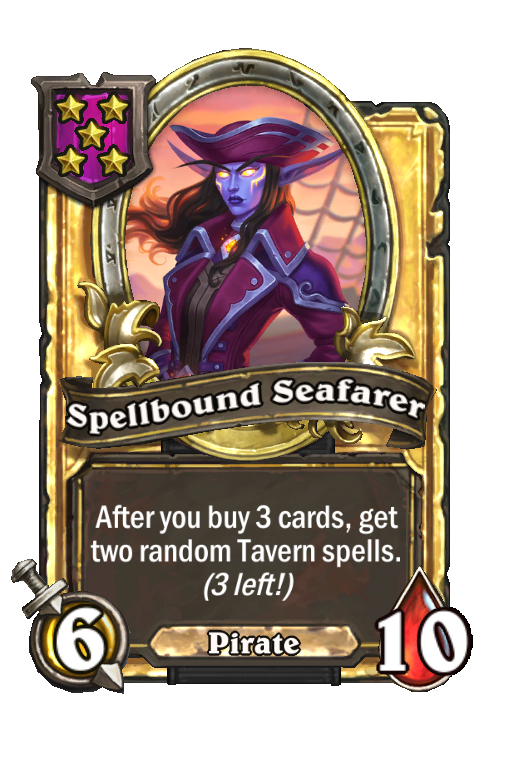 Spellbound Seafarer
After you buy 3 cards, get
two random Tavern spells.
(3 left!)
6
Pirate
10